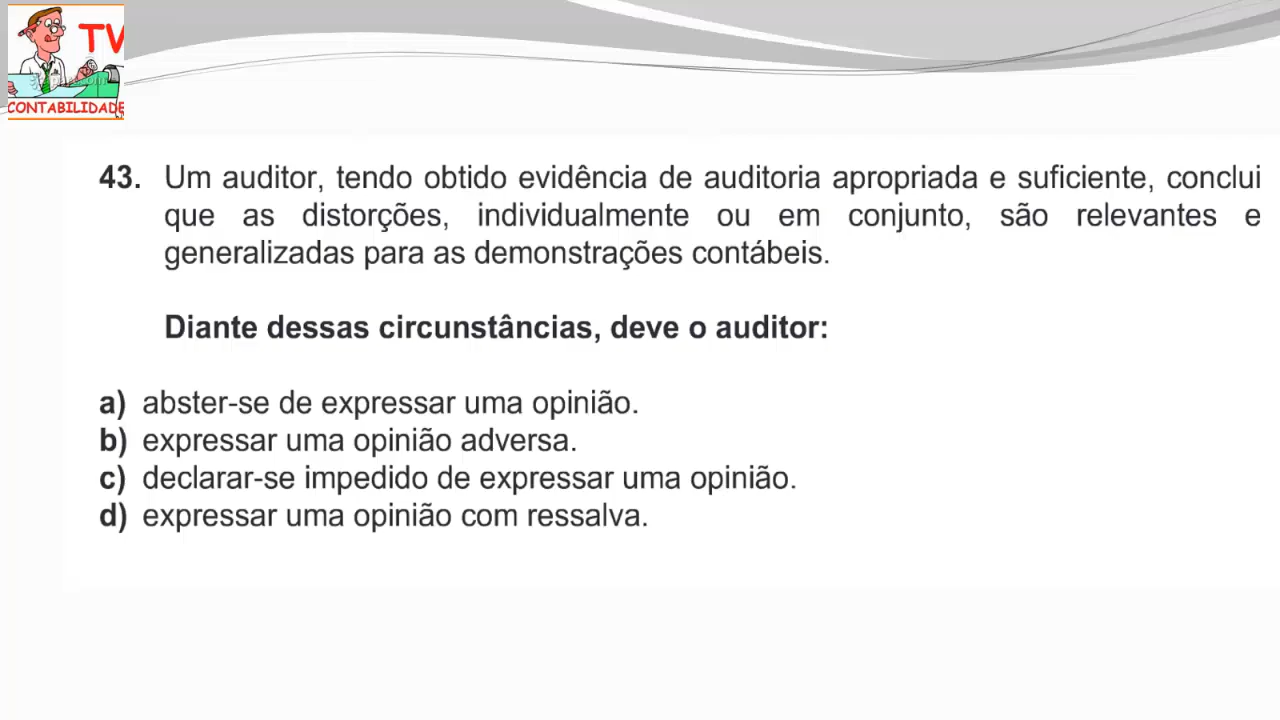 TV
CONTABILIDADE
43. Um auditor, tendo obtido evidência de auditoria apropriada e suficiente, conclui
que as distorções, individualmente ou em conjunto, são relevantes e
generalizadas para as demonstrações contábeis.
Diante dessas circunstâncias, deve o auditor:
a) abster-se de expressar uma opinião.
b) expressar uma opinião adversa.
c) declarar-se impedido de expressar uma opinião.
d) expressar uma opinião com ressalva.